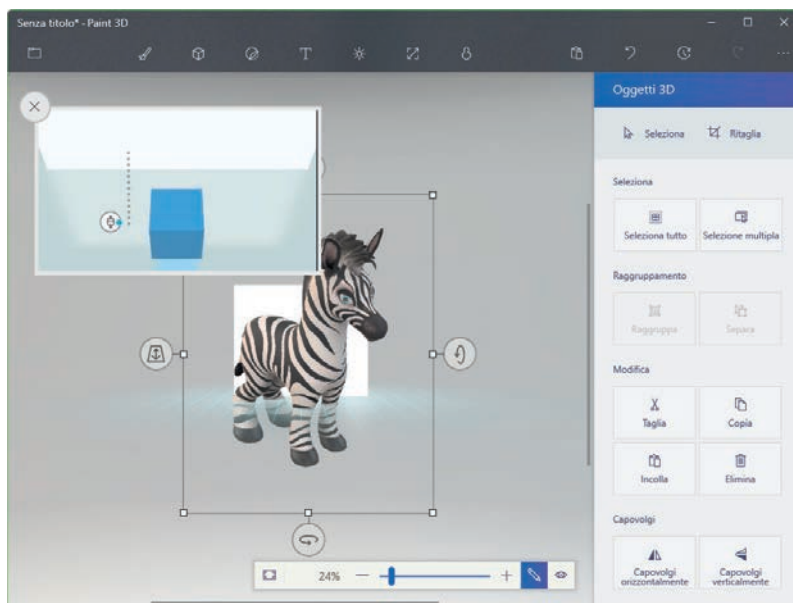 Senza titolo* - Paint 3D
Oggetti 3D
Seleziona Ritaglia
Seleziona
Seleziona tutto Selezione multipla
Raggruppamento
Raggruppa Separa
Modifica
Taglia Copia
Incolla Elimina
Capovolgi
Capovolgi orizzontalmente
Capovolgi verticalmente
24%